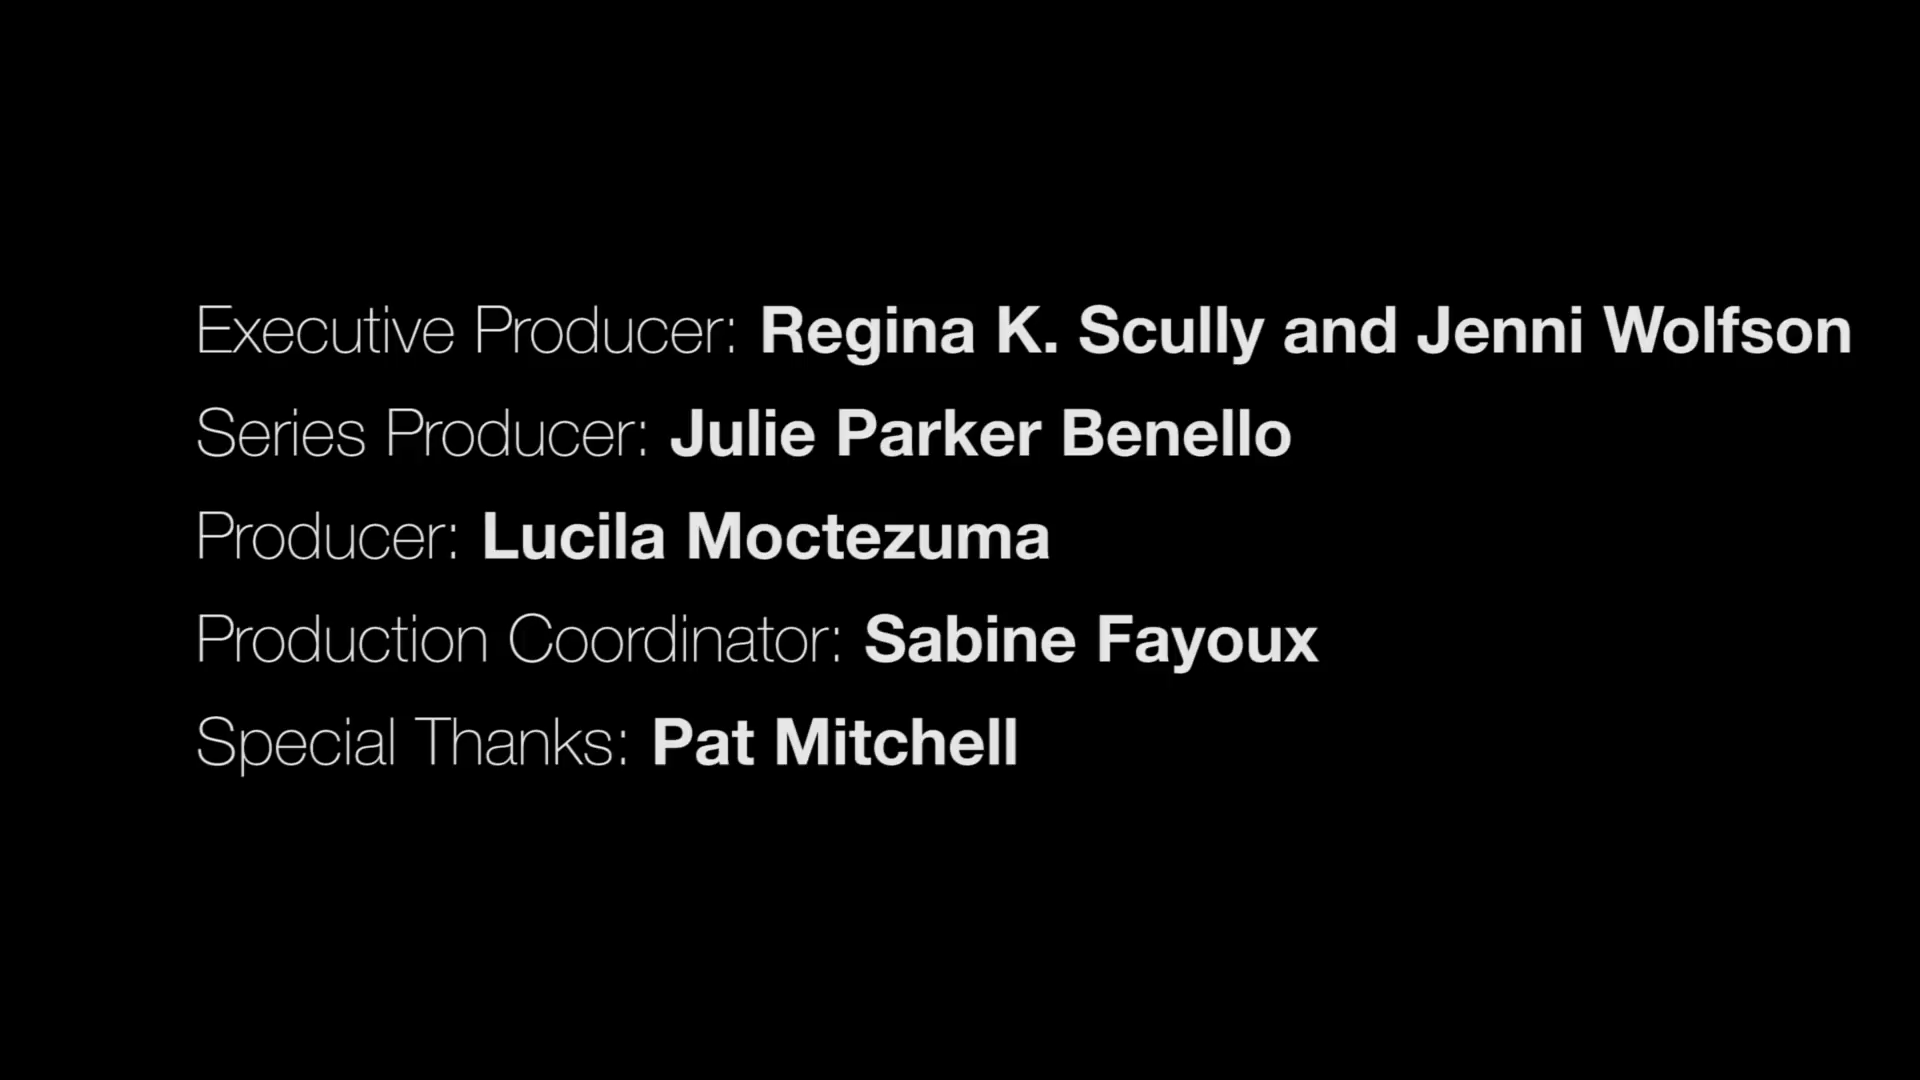 Executive Producer: Regina K. Scully and Jenni Wolfson
Series Producer: Julie Parker Benello
Producer: Lucila Moctezuma
Production Coordinator: Sabine Fayoux
Special Thanks: Pat Mitchell